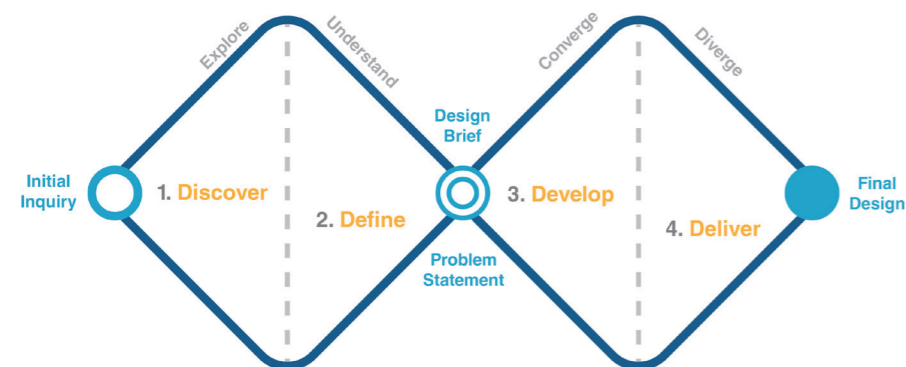 Explore
Understand
Converge
Diverge
Design
Brief
Initial
Inquiry
1. Discover
2. Define
3. Develop
4. Deliver
Final
Design
Problem
Statement